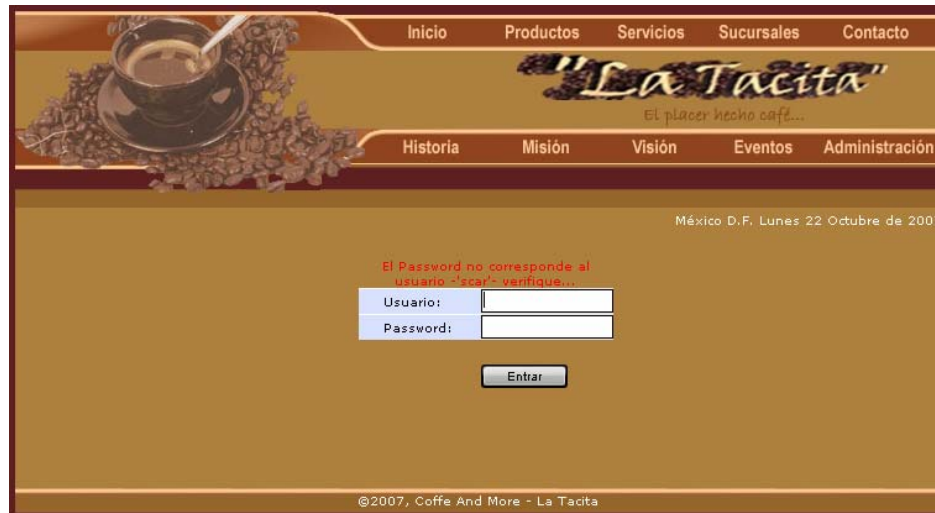 Inicio Productos Servicios Sucursales Contacto
"La Tacita"
El placer hecho café...
Historia Misión Visión Eventos Administración
México D.F. Lunes 22 Octubre de 200
El Password no corresponde al
usuario -'scar'- verifique...
Usuario:
Password:
Entrar
©2007, Coffe And More - La Tacita